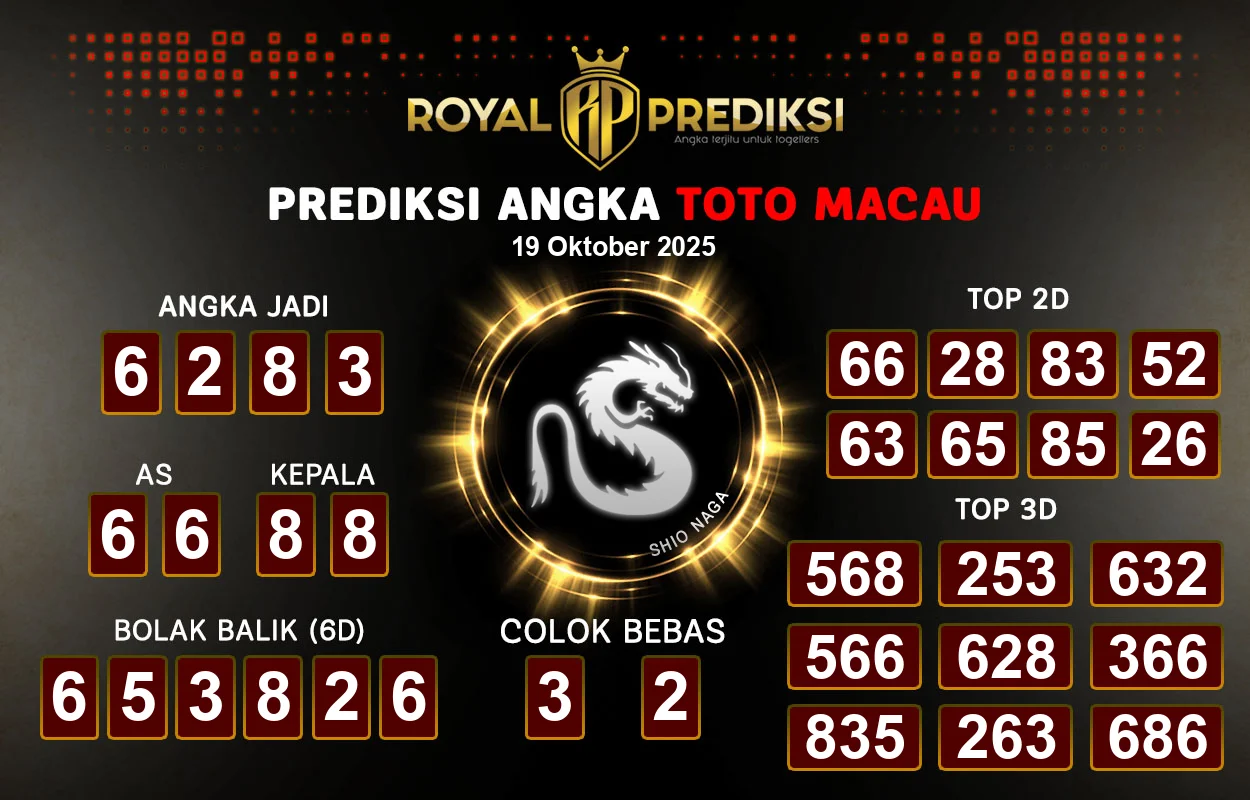 ROYAL RP PREDIKSI
Angka terjitu untuk togellers
PREDIKSI ANGKA TOTO MACAU
19 Oktober 2025
ANGKA JADI
6 2 8 3
AS KEPALA
6 6 8 8
BOLAK BALIK (6D)
6 5 3 8 2 6
SHIO NAGA
COLOK BEBAS
3 2
TOP 2D
66 28 83 52
63 65 85 26
TOP 3D
568 253 632
566 628 366
835 263 686